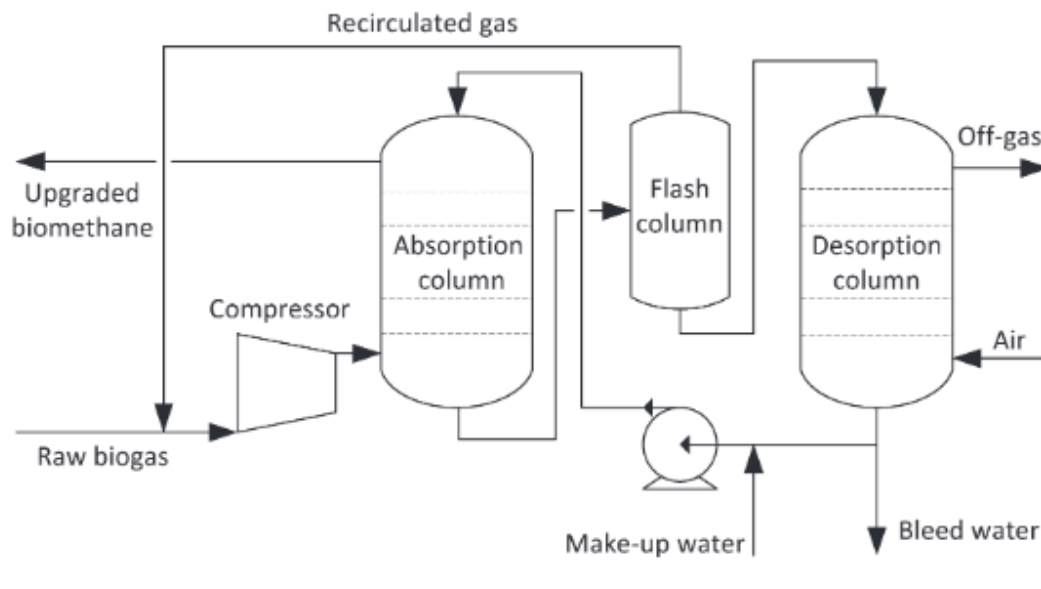 Recirculated gas
Off-gas
Upgraded
biomethane
Flash
column
Absorption
column
Desorption
column
Compressor
Air
Raw biogas
Make-up water
Bleed water